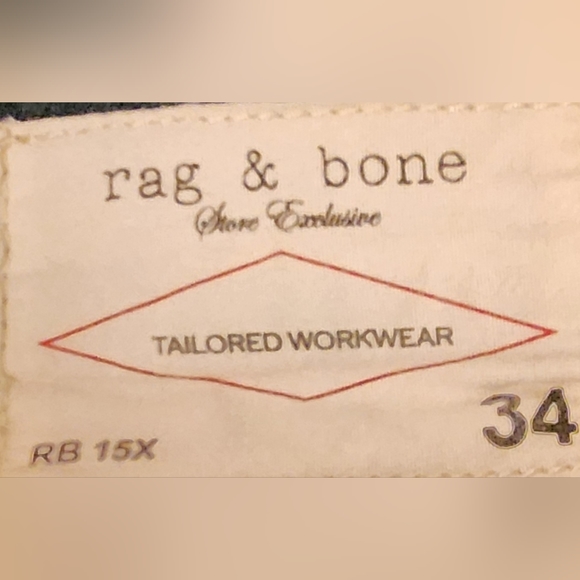 rag & bone
Store Exclusive
TAILORED WORKWEAR
34
RB 15X